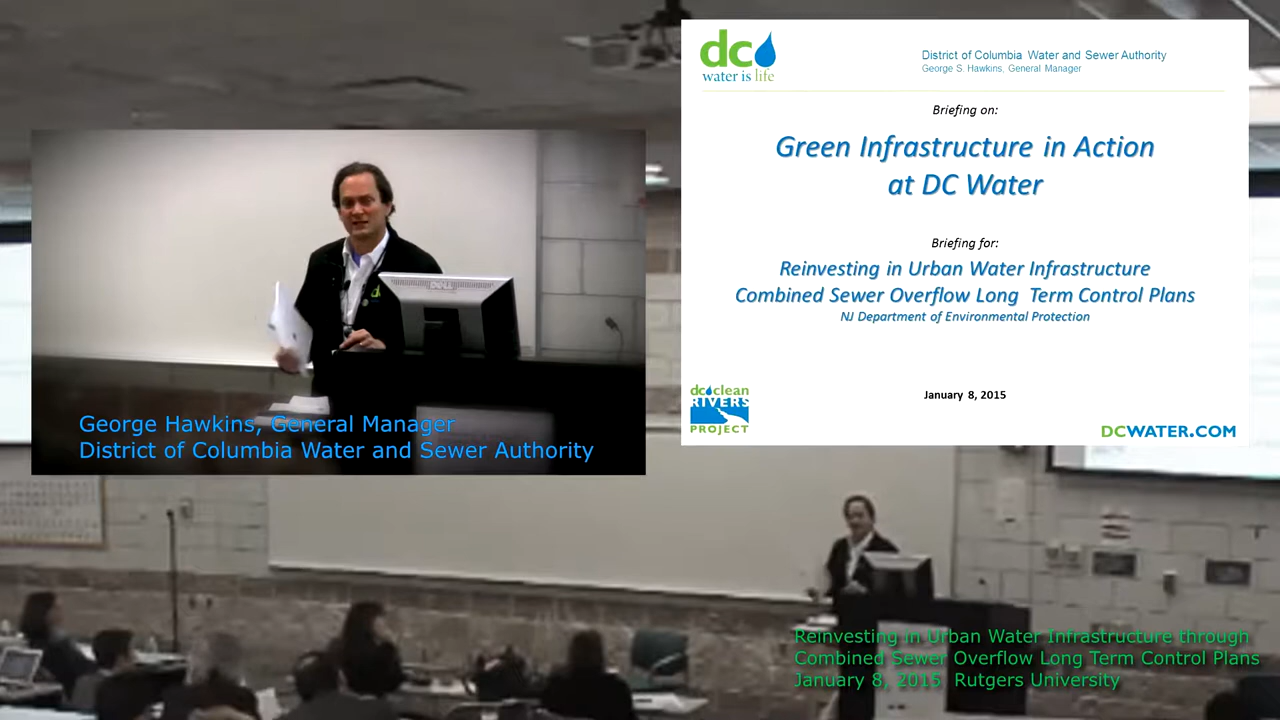 dc
water is life
District of Columbia Water and Sewer Authority
George S. Hawkins, General Manager
Briefing on:
Green Infrastructure in Action
at DC Water
Briefing for:
Reinvesting in Urban Water Infrastructure
Combined Sewer Overflow Long Term Control Plans
NJ Department of Environmental Protection
January 8, 2015
dc clean
RIVERS
PROJECT
DCWATER.COM
DELL
dc
George Hawkins, General Manager
District of Columbia Water and Sewer Authority
Reinvesting in Urban Water Infrastructure through
Combined Sewer Overflow Long Term Control Plans
January 8, 2015 Rutgers University